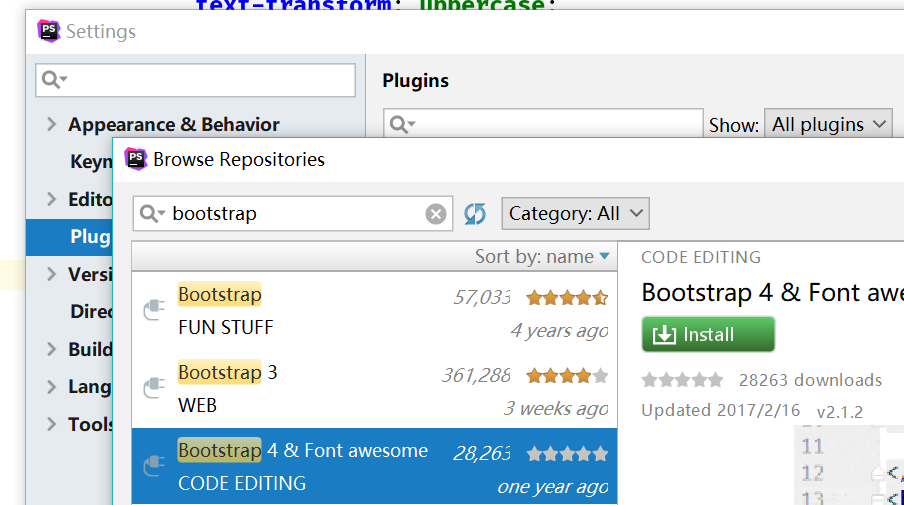 text-transform: uppercase;
PS Settings
Plugins
Appearance & Behavior
Show: All plugins
Keyn
PS Browse Repositories
Edito
bootstrap
Category: All
Plug
Sort by: name
CODE EDITING
Versi
Bootstrap 57,033
Bootstrap 4 & Font awe
Direc
FUN STUFF 4 years ago
Install
Build
Bootstrap 3 361,288
28263 downloads
Lang
WEB 3 weeks ago
Updated 2017/2/16 v2.1.2
Tools
Bootstrap 4 & Font awesome 28,263
11
CODE EDITING one year ago
12 </
13 <